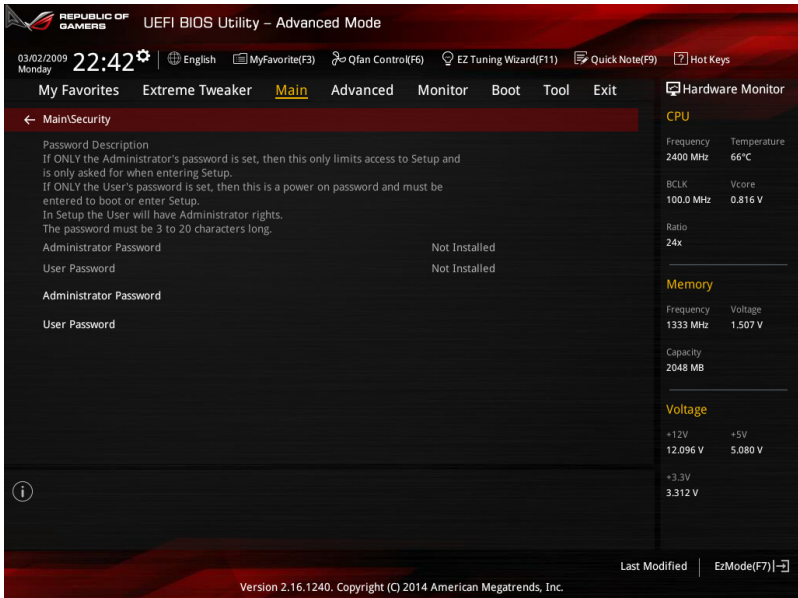 REPUBLIC OF
GAMERS
UEFI BIOS Utility – Advanced Mode
03/02/2009
Monday
22:42
English
MyFavorite(F3)
Qfan Control(F6)
EZ Tuning Wizard(F11)
Quick Note(F9)
? Hot Keys
My Favorites
Extreme Tweaker
Main
Advanced
Monitor
Boot
Tool
Exit
Main\Security
Password Description
If ONLY the Administrator's password is set, then this only limits access to Setup and
is only asked for when entering Setup.
If ONLY the User's password is set, then this is a power on password and must be
entered to boot or enter Setup.
In Setup the User will have Administrator rights.
The password must be 3 to 20 characters long.
Administrator Password Not Installed
User Password Not Installed
Administrator Password
User Password
i
Hardware Monitor
CPU
Frequency Temperature
2400 MHz 66°C
BCLK Vcore
100.0 MHz 0.816 V
Ratio
24x
Memory
Frequency Voltage
1333 MHz 1.507 V
Capacity
2048 MB
Voltage
+12V +5V
12.096 V 5.080 V
+3.3V
3.312 V
Last Modified
EzMode(F7)
Version 2.16.1240. Copyright (C) 2014 American Megatrends, Inc.